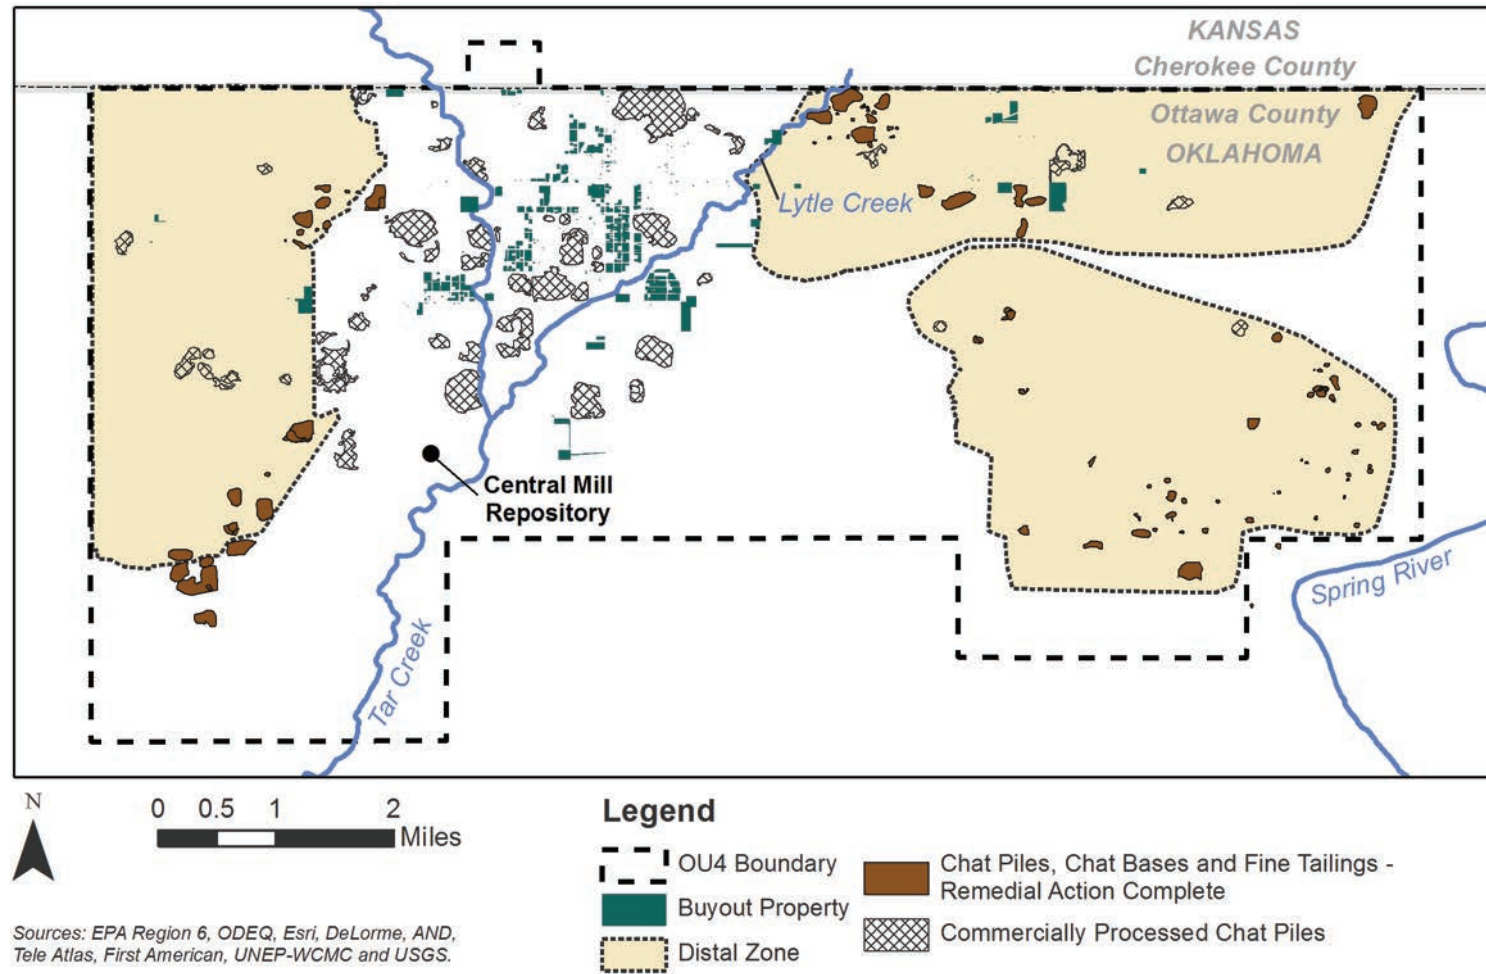 KANSAS
Cherokee County
Ottawa County
OKLAHOMA
Lytle Creek
Central Mill
Repository
Tar Creek
Spring River
N
0 0.5 1 2
Miles
Legend
OU4 Boundary
Buyout Property
Distal Zone
Chat Piles, Chat Bases and Fine Tailings -
Remedial Action Complete
Commercially Processed Chat Piles
Sources: EPA Region 6, ODEQ, Esri, DeLorme, AND,
Tele Atlas, First American, UNEP-WCMC and USGS.